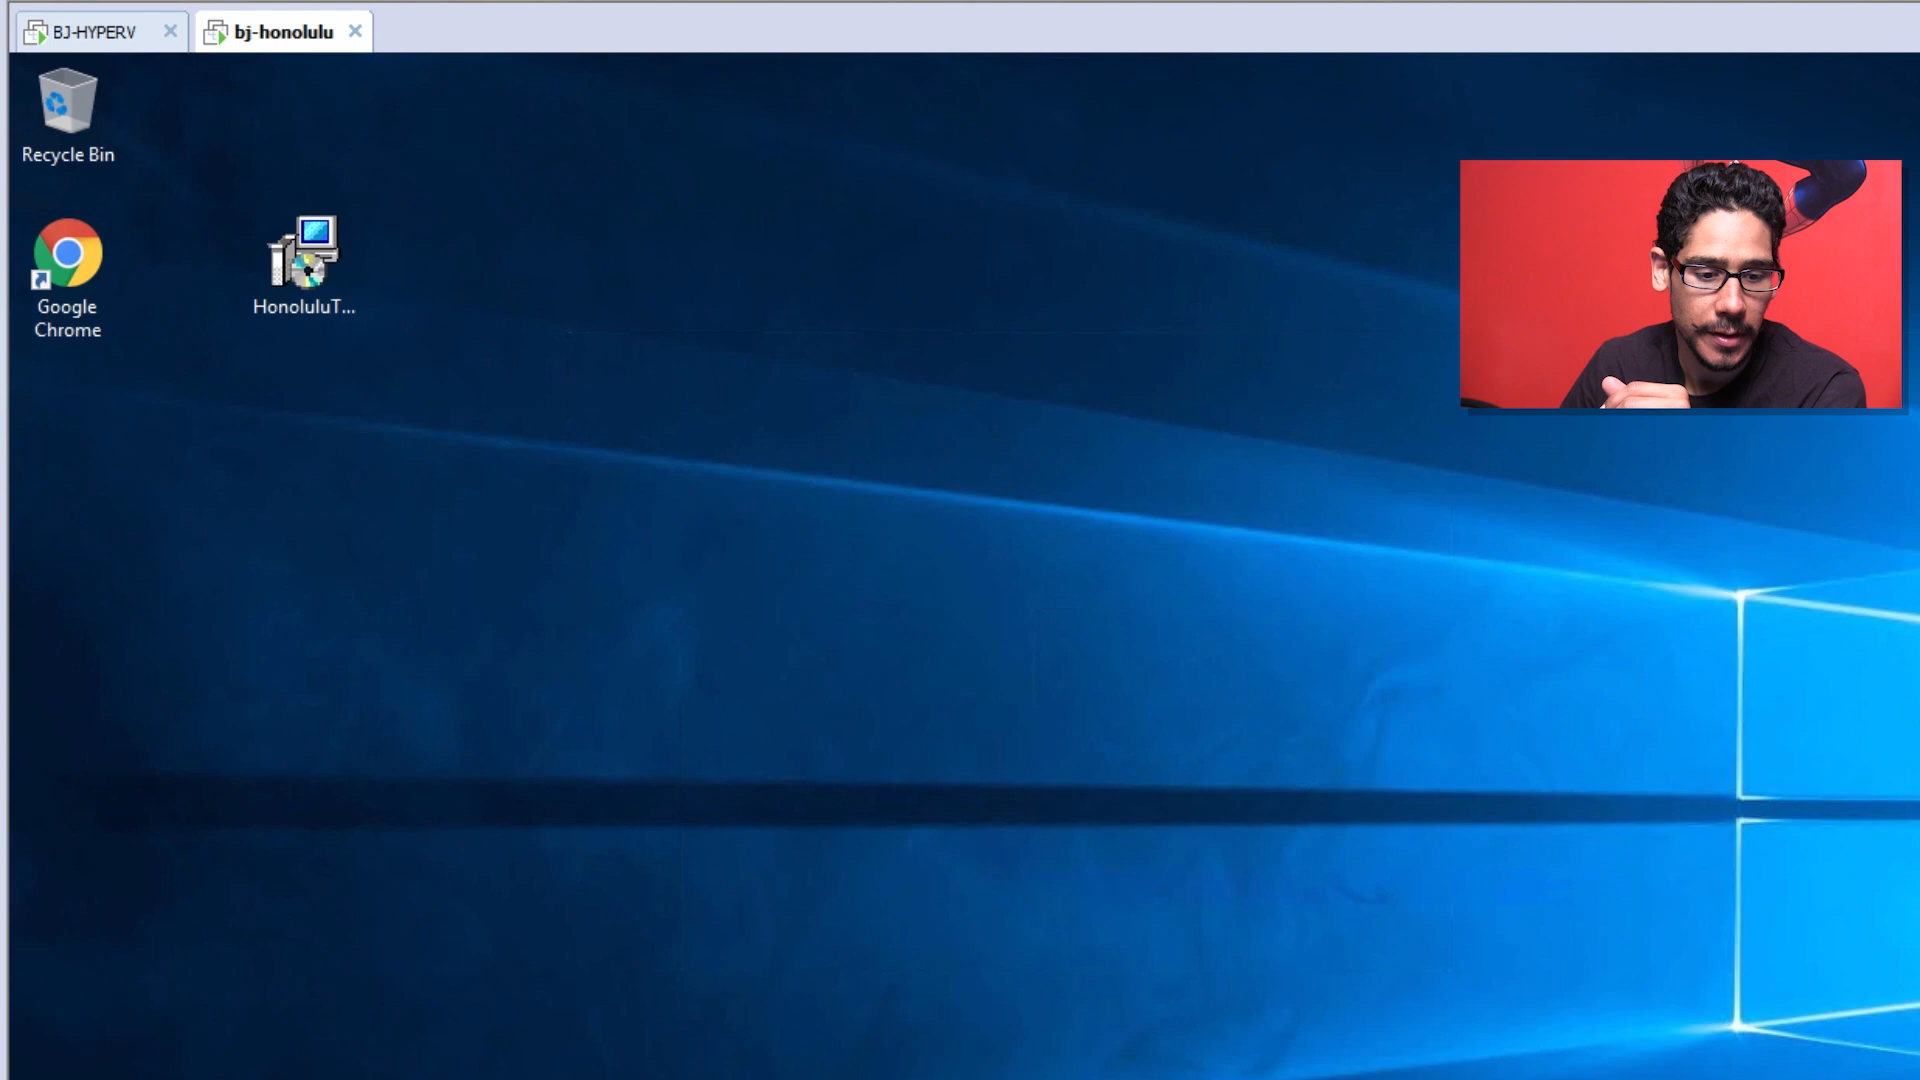 BJ-HYPERV
bj-honolulu
Recycle Bin
Google
Chrome
HonoluluT...